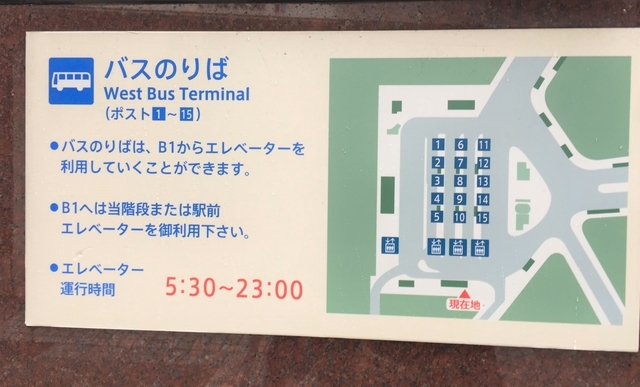 バスのりば
West Bus Terminal
(ポスト1～15)
●バスのりばは、B1からエレベーターを
利用していくことができます。
●B1へは当階段または駅前
エレベーターを御利用下さい。
●エレベーター
運行時間
5:30～23:00
1 6 11
2 7 12
3 8 13
4 9 14
5 10 15
現在地